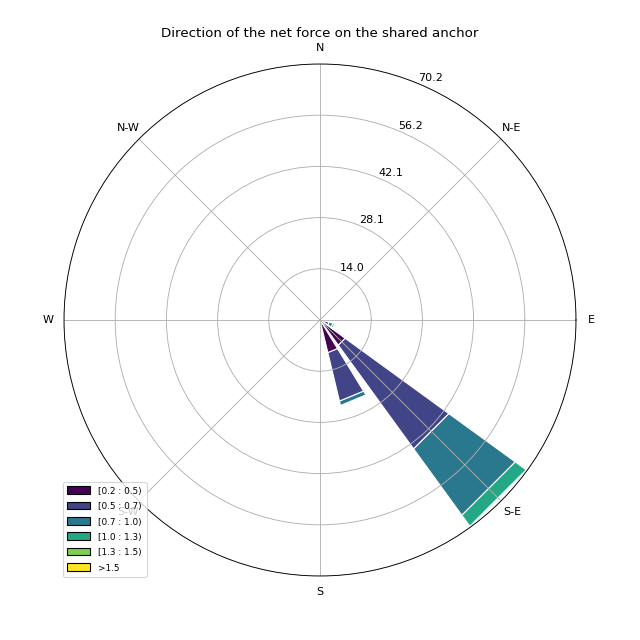 Direction of the net force on the shared anchor
N
70.2
N-W
N-E
56.2
42.1
28.1
14.0
W
E
[0.2 : 0.5)
[0.5 : 0.7)
[0.7 : 1.0)
[1.0 : 1.3)
[1.3 : 1.5)
>1.5
S-W
S-E
S